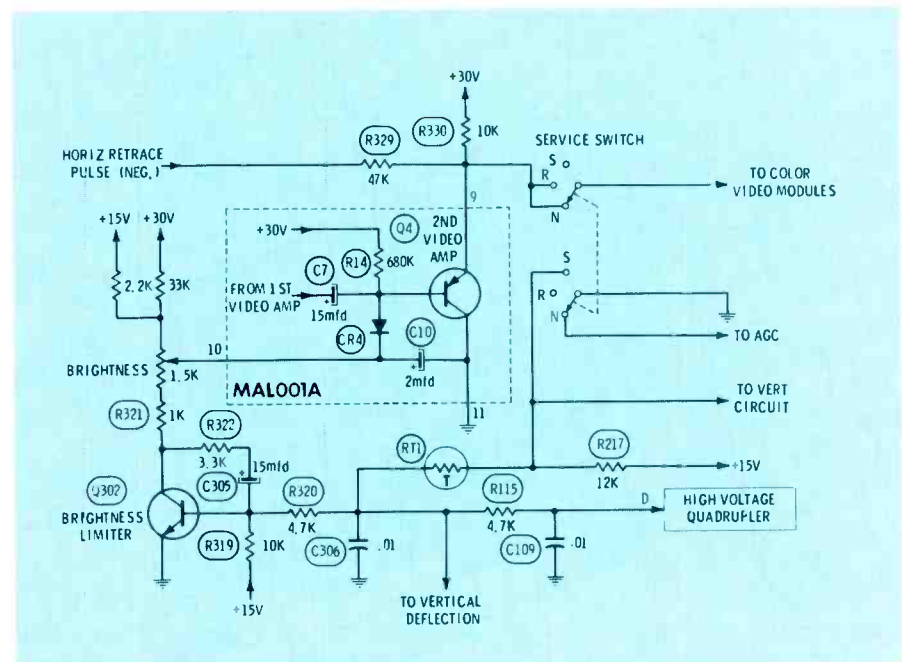 +30V
R330
10K
SERVICE SWITCH
HORIZ RETRACE
PULSE (NEG.)
R329
47K
S
R
N
TO COLOR
VIDEO MODULES
9
+15V +30V
+30V
Q4
2ND
VIDEO
AMP
C7
R14
680K
2.2K
33K
FROM 1ST
VIDEO AMP
15mfd
+
S
R
N
CR4
C10
TO AGC
10
BRIGHTNESS
1.5K
+
2mfd
MAL001A
11
TO VERT
CIRCUIT
R321
1K
R322
3.3K
15mfd
+
RT1
T
R217
12K
+15V
Q302
C305
R320
R115
D
HIGH VOLTAGE
QUADRUPLER
BRIGHTNESS
LIMITER
4.7K
4.7K
R319
10K
C306
.01
C109
.01
+15V
TO VERTICAL
DEFLECTION